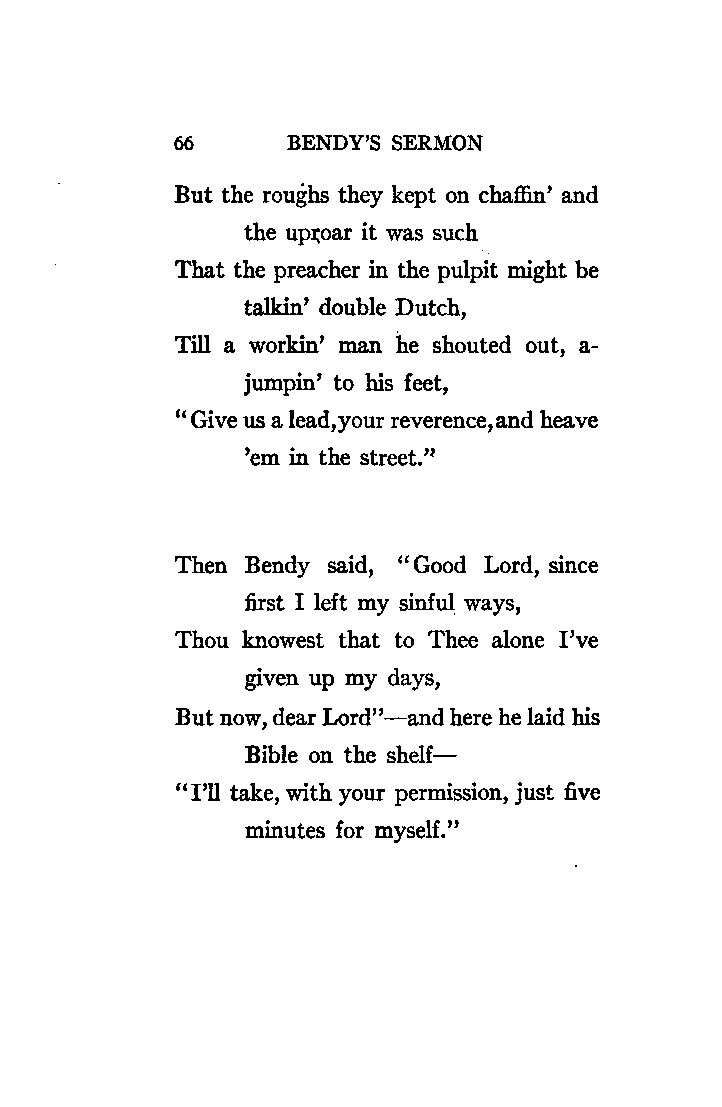 66 BENDY'S SERMON
But the roughs they kept on chaffin' and
the uproar it was such
That the preacher in the pulpit might be
talkin' double Dutch,
Till a workin' man he shouted out, a-
jumpin' to his feet,
“Give us a lead, your reverence, and heave
'em in the street.”
Then Bendy said, “Good Lord, since
first I left my sinful ways,
Thou knowest that to Thee alone I've
given up my days,
But now, dear Lord”—and here he laid his
Bible on the shelf—
“I'll take, with your permission, just five
minutes for myself.”